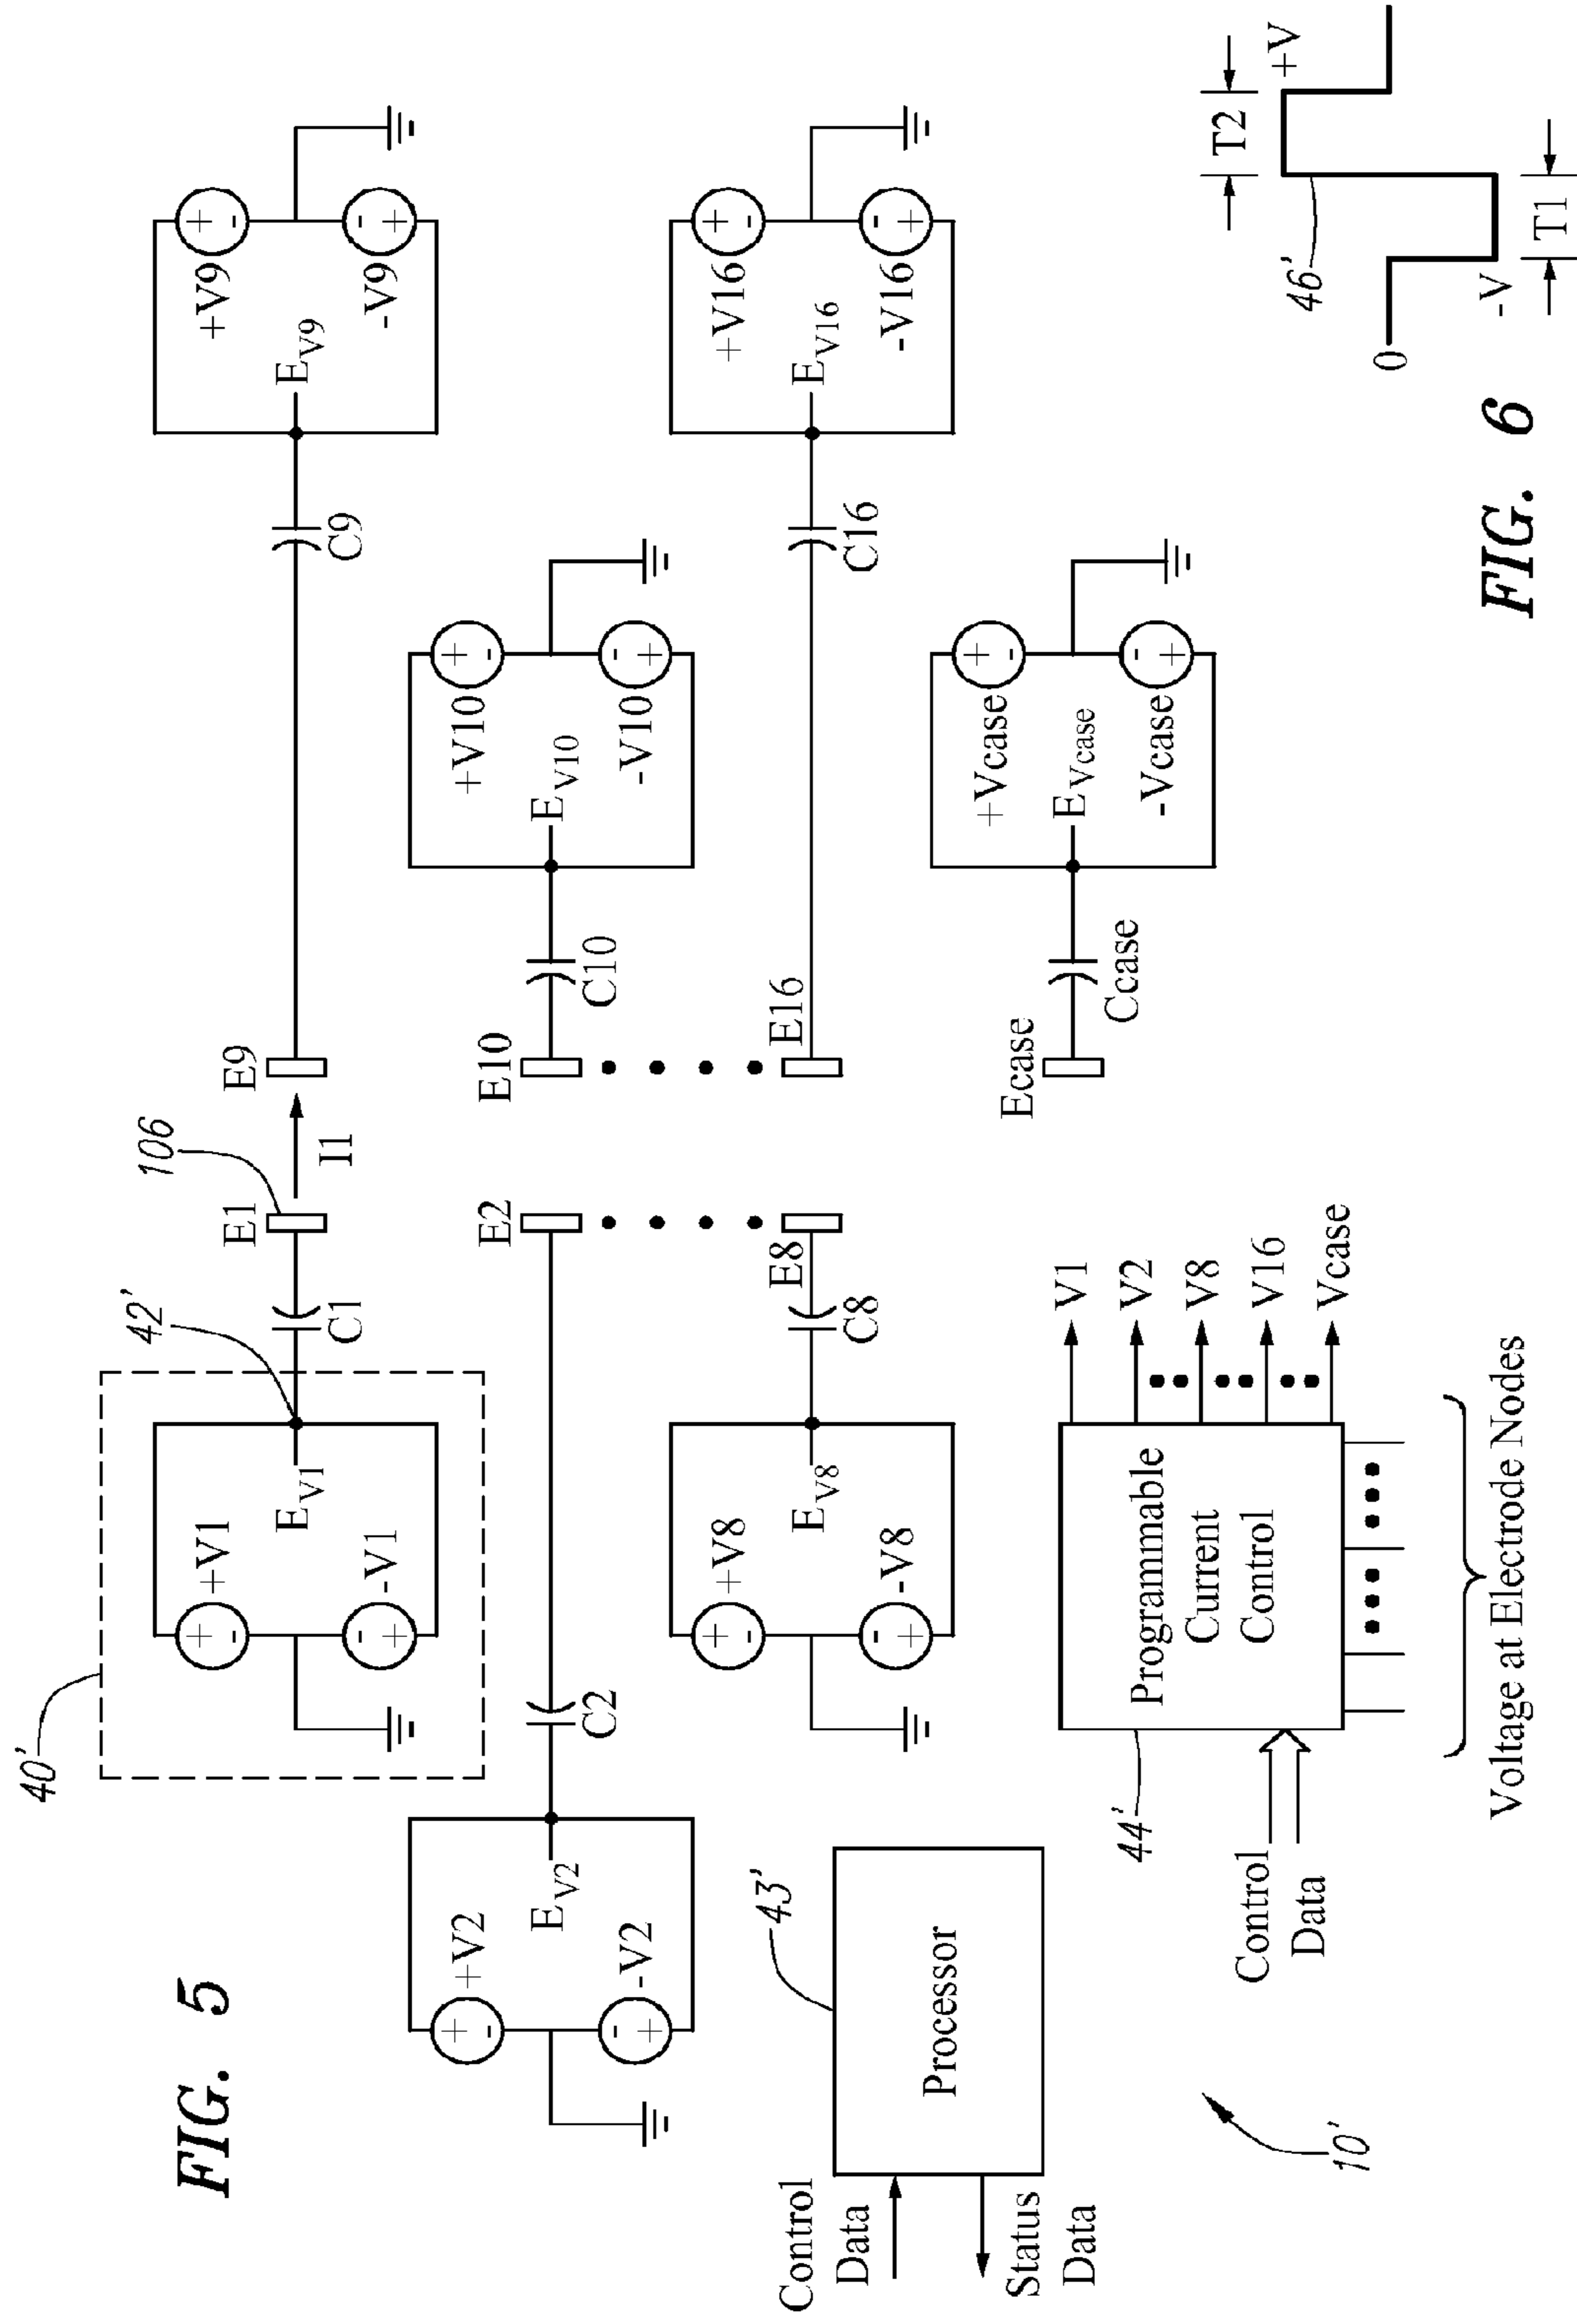 FIG. 5
40'
+V1
E_V1
-V1
42'
C1
E1
106
I1
E9
C9
+V9
E_V9
-V9
+V2
E_V2
-V2
C2
E2
E10
C10
+V10
E_V10
-V10
+V8
E_V8
-V8
C8
E8
E16
C16
+V16
E_V16
-V16
Control
Data
Status
Data
Processor
43'
Ecase
Ccase
+Vcase
E_Vcase
-Vcase
10'
Control
Data
44'
Programmable
Current
Control
V1
V2
V8
V16
Vcase
Voltage at Electrode Nodes
FIG. 6
46'
T2
+V
0
-V
T1